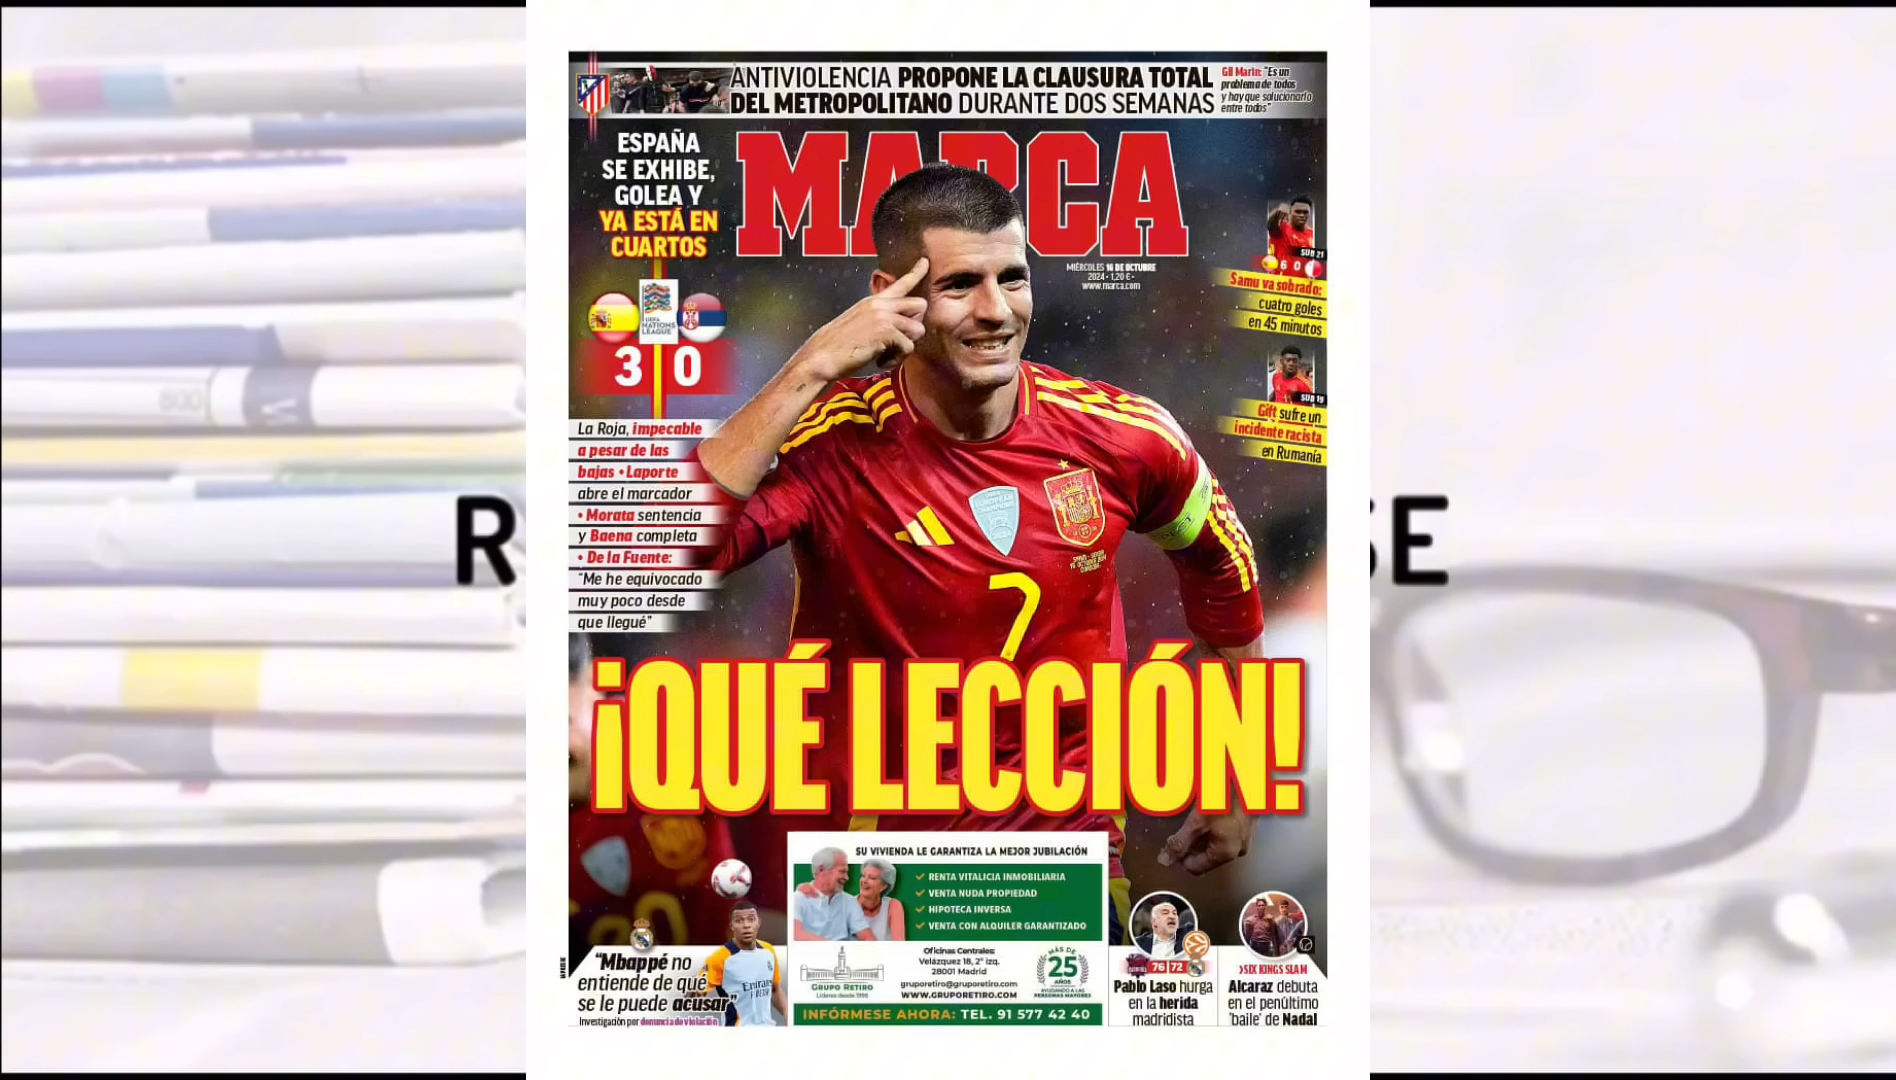 ANTIVIOLENCIA PROPONE LA CLAUSURA TOTAL
DEL METROPOLITANO DURANTE DOS SEMANAS
Gil Marín: "Es un
problema de todos
y hay que solucionarlo
entre todos"
ESPAÑA
SE EXHIBE,
GOLEA Y
YA ESTÁ EN
CUARTOS
MARCA
MIÉRCOLES 16 DE OCTUBRE
2024 · 1,20 € ·
www.marca.com
UEFA
NATIONS
LEAGUE
3 0
SUB 21
6 0
Samu va sobrado:
cuatro goles
en 45 minutos
SUB 19
Gift sufre un
incidente racista
en Rumanía
La Roja, impecable
a pesar de las
bajas • Laporte
abre el marcador
• Morata sentencia
y Baena completa
• De la Fuente:
"Me he equivocado
muy poco desde
que llegué"
R
SE
7
¡QUÉ LECCIÓN!
SU VIVIENDA LE GARANTIZA LA MEJOR JUBILACIÓN
RENTA VITALICIA INMOBILIARIA
VENTA NUDA PROPIEDAD
HIPOTECA INVERSA
VENTA CON ALQUILER GARANTIZADO
GRUPO RETIRO
Líderes desde 1996
Oficinas Centrales:
Velázquez 18, 2º izq.
28001 Madrid
gruporetiro@gruporetiro.com
WWW.GRUPORETIRO.COM
MÁS DE
25
AÑOS
AYUDANDO A LAS
PERSONAS MAYORES
INFÓRMESE AHORA: TEL. 91 577 42 40
"Mbappé no
entiende de qué
se le puede acusar"
Investigación por denuncia de violación
76 72
Pablo Laso hurga
en la herida
madridista
SIX KINGS SLAM
Alcaraz debuta
en el penúltimo
'baile' de Nadal